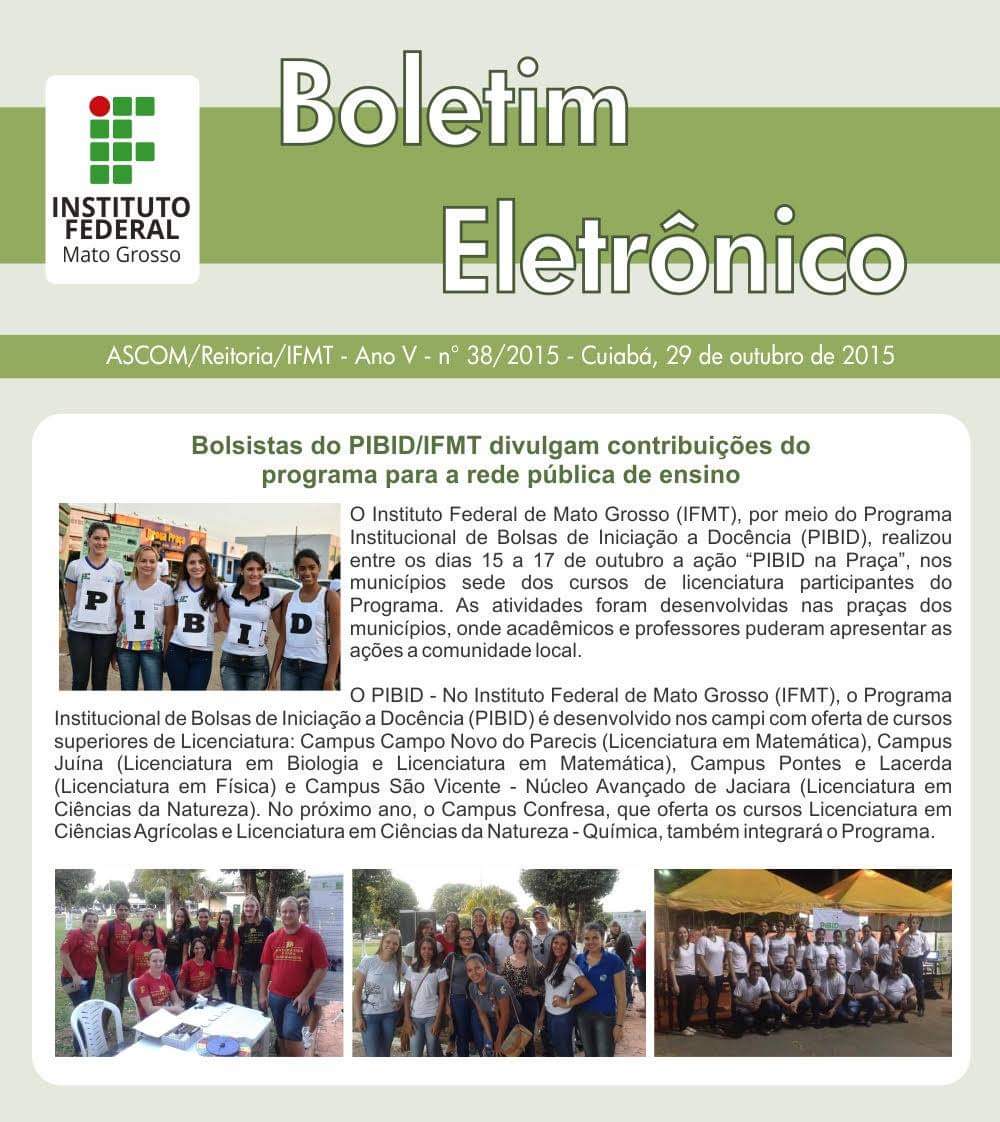 Boletim
Eletrônico
INSTITUTO
FEDERAL
Mato Grosso
ASCOM/Reitoria/IFMT - Ano V - n° 38/2015 - Cuiabá, 29 de outubro de 2015
Bolsistas do PIBID/IFMT divulgam contribuições do
programa para a rede pública de ensino
P I B I D
O Instituto Federal de Mato Grosso (IFMT), por meio do Programa
Institucional de Bolsas de Iniciação a Docência (PIBID), realizou
entre os dias 15 a 17 de outubro a ação “PIBID na Praça”, nos
municípios sede dos cursos de licenciatura participantes do
Programa. As atividades foram desenvolvidas nas praças dos
municípios, onde acadêmicos e professores puderam apresentar as
ações a comunidade local.
O PIBID - No Instituto Federal de Mato Grosso (IFMT), o Programa
Institucional de Bolsas de Iniciação a Docência (PIBID) é desenvolvido nos campi com oferta de cursos
superiores de Licenciatura: Campus Campo Novo do Parecis (Licenciatura em Matemática), Campus
Juína (Licenciatura em Biologia e Licenciatura em Matemática), Campus Pontes e Lacerda
(Licenciatura em Física) e Campus São Vicente - Núcleo Avançado de Jaciara (Licenciatura em
Ciências da Natureza). No próximo ano, o Campus Confresa, que oferta os cursos Licenciatura em
Ciências Agrícolas e Licenciatura em Ciências da Natureza - Química, também integrará o Programa.
PIBID